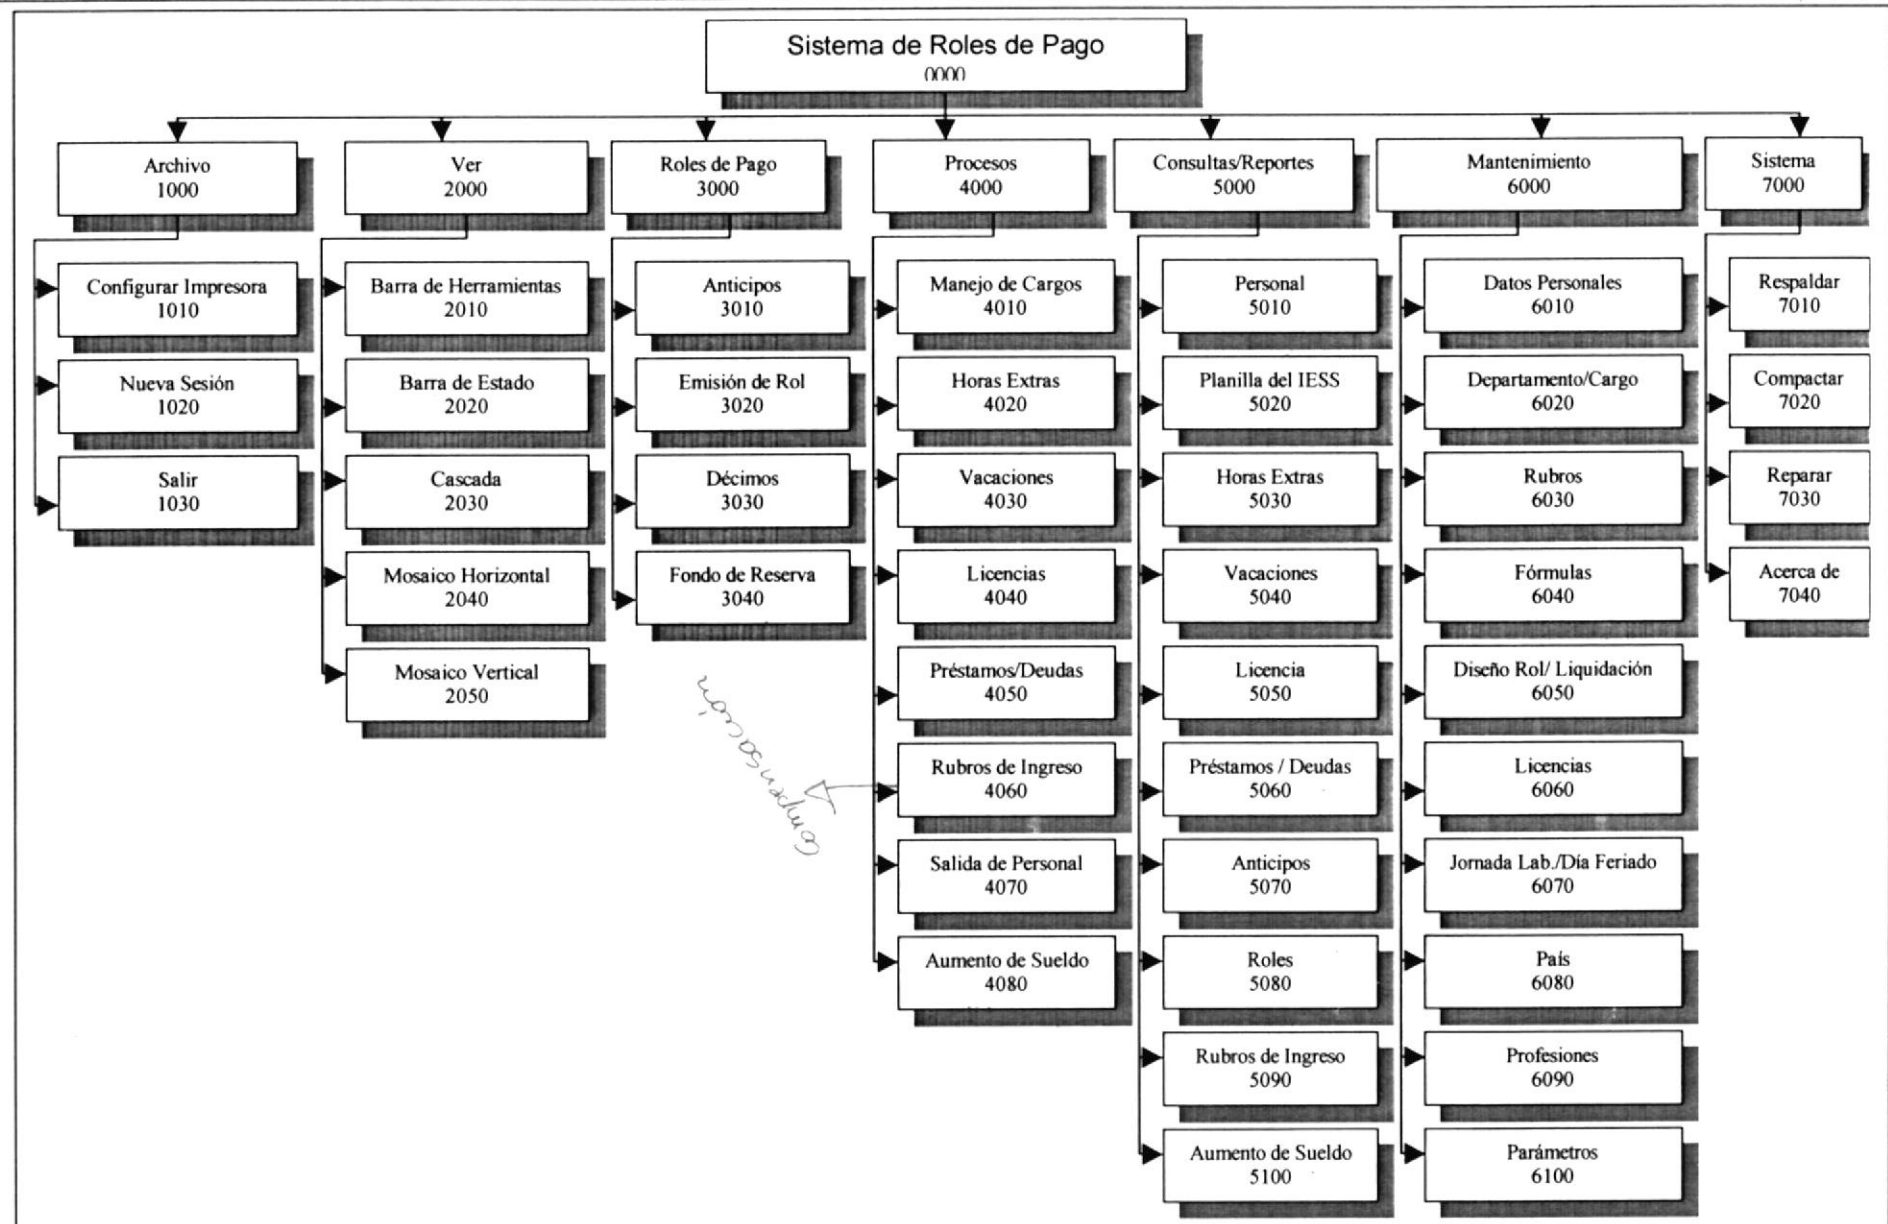 Sistema de Roles de Pago
0000
Archivo
1000
Ver
2000
Roles de Pago
3000
Procesos
4000
Consultas/Reportes
5000
Mantenimiento
6000
Sistema
7000
Configurar Impresora
1010
Nueva Sesión
1020
Salir
1030
Barra de Herramientas
2010
Barra de Estado
2020
Cascada
2030
Mosaico Horizontal
2040
Mosaico Vertical
2050
Anticipos
3010
Emisión de Rol
3020
Décimos
3030
Fondo de Reserva
3040
Manejo de Cargos
4010
Horas Extras
4020
Vacaciones
4030
Licencias
4040
Préstamos/Deudas
4050
Rubros de Ingreso
4060
Compensación
Salida de Personal
4070
Aumento de Sueldo
4080
Personal
5010
Planilla del IESS
5020
Horas Extras
5030
Vacaciones
5040
Licencia
5050
Préstamos / Deudas
5060
Anticipos
5070
Roles
5080
Rubros de Ingreso
5090
Aumento de Sueldo
5100
Datos Personales
6010
Departamento/Cargo
6020
Rubros
6030
Fórmulas
6040
Diseño Rol/ Liquidación
6050
Licencias
6060
Jornada Lab./Día Feriado
6070
País
6080
Profesiones
6090
Parámetros
6100
Respaldar
7010
Compactar
7020
Reparar
7030
Acerca de
7040